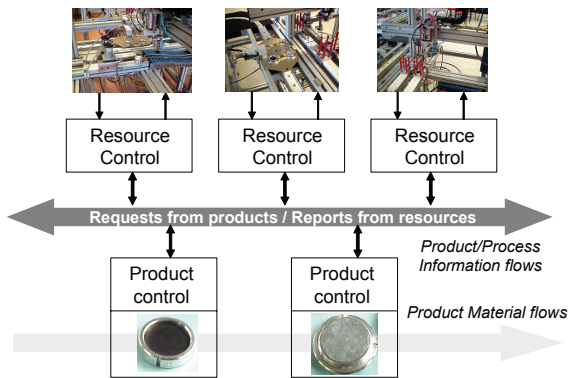 Resource
Control
Resource
Control
Resource
Control
Requests from products / Reports from resources
Product/Process
Information flows
Product
control
Product
control
Product Material flows